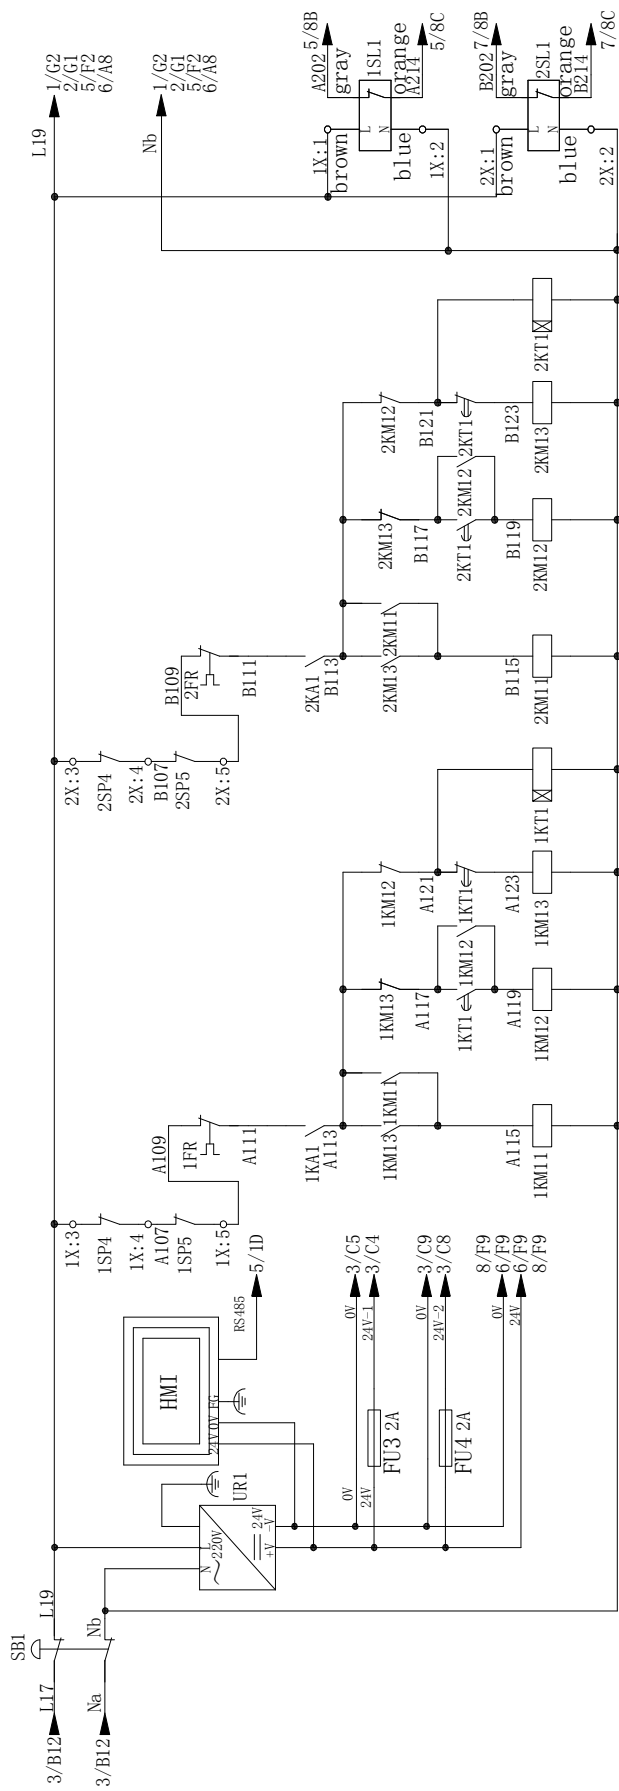 3/B12
L17
SB1
L19
3/B12
Na
Nb
N
L
~220V
24V
+V
-V
UR1
24V
0V
FG
HMI
RS485
5/1D
0V
24V
FU3 2A
FU4 2A
0V
3/C5
24V-1
3/C4
0V
3/C9
24V-2
3/C8
0V
8/F9
6/F9
24V
6/F9
8/F9
1X:3
1SP4
1X:4
A107
1SP5
1X:5
A109
1FR
A111
1KA1
A113
1KM13
1KM11
A115
1KM11
1KM13
A117
1KT1
1KM12
A119
1KM12
1KM12
A121
1KT1
A123
1KM13
1KT1
2X:3
2SP4
2X:4
B107
2SP5
2X:5
B109
2FR
B111
2KA1
B113
2KM13
2KM11
B115
2KM11
2KM13
B117
2KT1
2KM12
B119
2KM12
2KM12
B121
2KT1
B123
2KM13
2KT1
L19
1/G2
2/G1
5/F2
6/A8
Nb
1/G2
2/G1
5/F2
6/A8
A202
5/8B
gray
1SL1
orange
A214
5/8C
1X:1
brown
L
N
blue
1X:2
B202
7/8B
gray
2SL1
orange
B214
7/8C
2X:1
brown
L
N
blue
2X:2